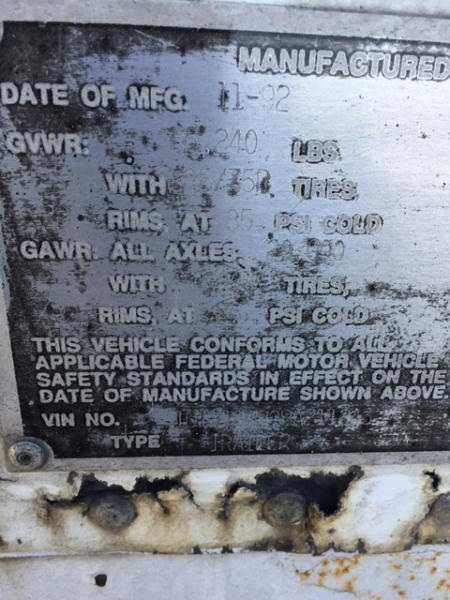 MANUFACTURED
DATE OF MFG. 11-92
GVWR: LBS.
WITH TIRES,
RIMS, AT PSI COLD
GAWR: ALL AXLES:
WITH TIRES,
RIMS, AT PSI COLD
THIS VEHICLE CONFORMS TO ALL
APPLICABLE FEDERAL MOTOR VEHICLE
SAFETY STANDARDS IN EFFECT ON THE
DATE OF MANUFACTURE SHOWN ABOVE.
VIN NO.
TYPE TRAILER